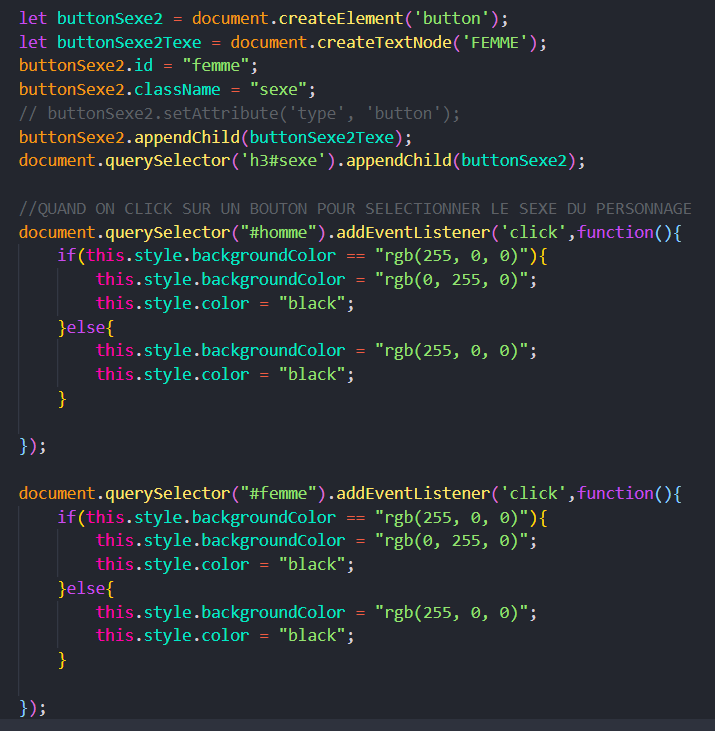 let buttonSexe2 = document.createElement('button');
let buttonSexe2Texe = document.createTextNode('FEMME');
buttonSexe2.id = "femme";
buttonSexe2.className = "sexe";
// buttonSexe2.setAttribute('type', 'button');
buttonSexe2.appendChild(buttonSexe2Texe);
document.querySelector('h3#sexe').appendChild(buttonSexe2);
//QUAND ON CLICK SUR UN BOUTON POUR SELECTIONNER LE SEXE DU PERSONNAGE
document.querySelector("#homme").addEventListener('click',function(){
if(this.style.backgroundColor == "rgb(255, 0, 0)"){
this.style.backgroundColor = "rgb(0, 255, 0)";
this.style.color = "black";
}else{
this.style.backgroundColor = "rgb(255, 0, 0)";
this.style.color = "black";
}
});
document.querySelector("#femme").addEventListener('click',function(){
if(this.style.backgroundColor == "rgb(255, 0, 0)"){
this.style.backgroundColor = "rgb(0, 255, 0)";
this.style.color = "black";
}else{
this.style.backgroundColor = "rgb(255, 0, 0)";
this.style.color = "black";
}
});